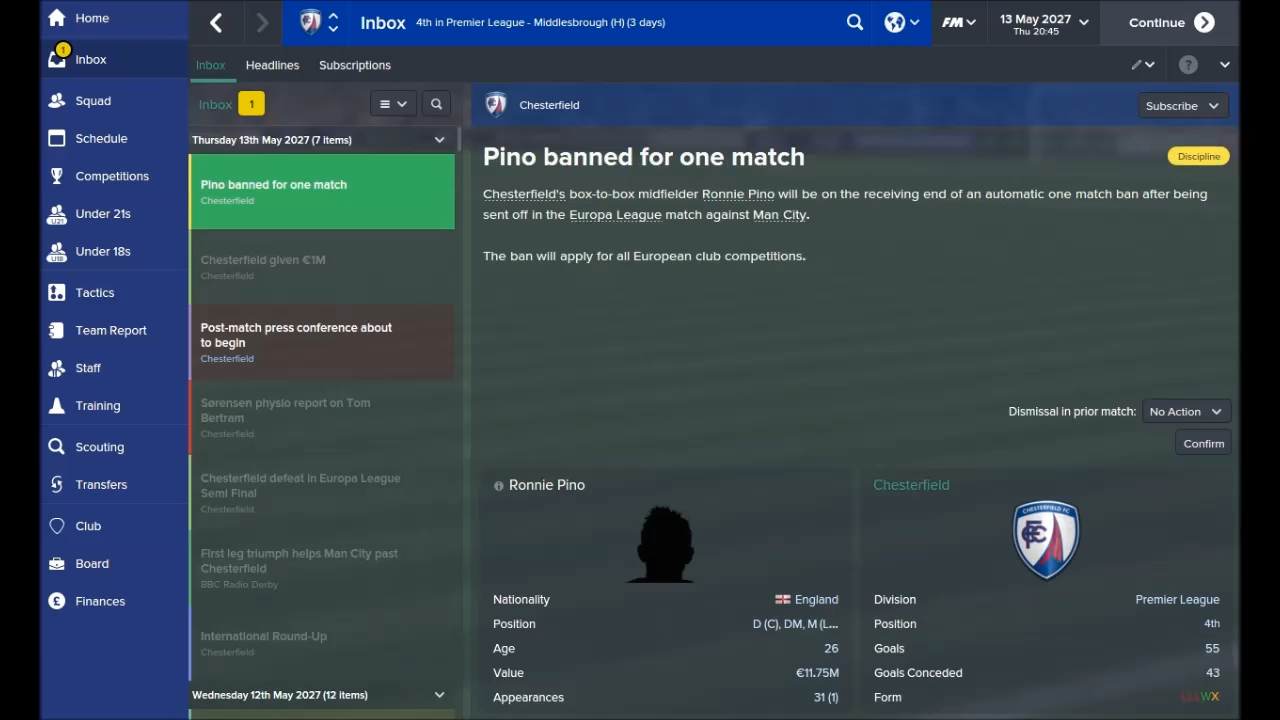 Home
Inbox
4th in Premier League - Middlesbrough (H) (3 days)
FM
13 May 2027
Thu 20:45
Continue
1
Inbox
Squad
Schedule
Competitions
U21
Under 21s
U18
Under 18s
Tactics
Team Report
Staff
Training
Scouting
Transfers
Club
Board
£
Finances
Inbox
Headlines
Subscriptions
?
Inbox
1
Thursday 13th May 2027 (7 items)
Pino banned for one match
Chesterfield
Chesterfield given €1M
Chesterfield
Post-match press conference about
to begin
Chesterfield
Sørensen physio report on Tom
Bertram
Chesterfield
Chesterfield defeat in Europa League
Semi Final
Chesterfield
First leg triumph helps Man City past
Chesterfield
BBC Radio Derby
International Round-Up
Chesterfield
Wednesday 12th May 2027 (12 items)
Chesterfield
Subscribe
Pino banned for one match
Discipline
Chesterfield's box-to-box midfielder Ronnie Pino will be on the receiving end of an automatic one match ban after being
sent off in the Europa League match against Man City.
The ban will apply for all European club competitions.
Dismissal in prior match: No Action
Confirm
Ronnie Pino
Nationality England
Position D (C), DM, M (L...
Age 26
Value €11.75M
Appearances 31 (1)
Chesterfield
CHESTERFIELD FC
Division Premier League
Position 4th
Goals 55
Goals Conceded 43
Form LLLWX